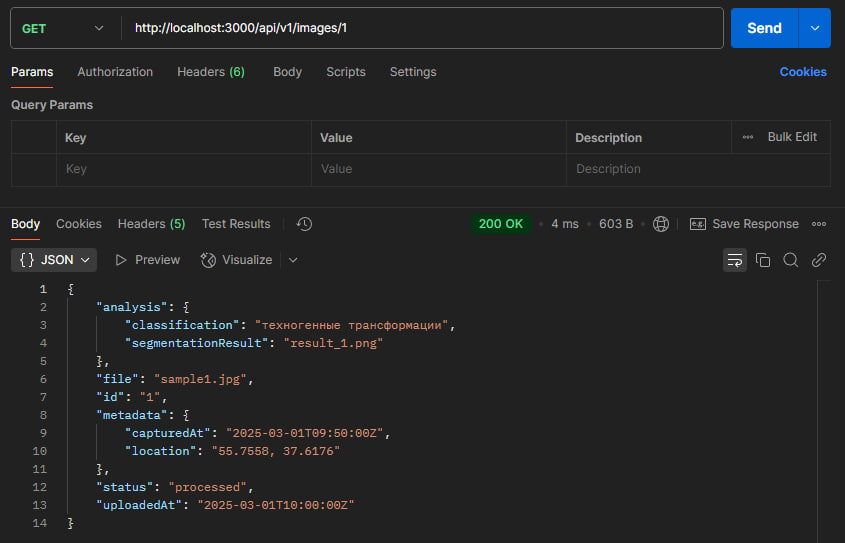 GET http://localhost:3000/api/v1/images/1 Send
Params Authorization Headers (6) Body Scripts Settings Cookies
Query Params
Key Value Description Bulk Edit
Key Value Description
Body Cookies Headers (5) Test Results 200 OK • 4 ms • 603 B e.g. Save Response
{} JSON Preview Visualize
1 {
2 "analysis": {
3 "classification": "техногенные трансформации",
4 "segmentationResult": "result_1.png"
5 },
6 "file": "sample1.jpg",
7 "id": "1",
8 "metadata": {
9 "capturedAt": "2025-03-01T09:50:00Z",
10 "location": "55.7558, 37.6176"
11 },
12 "status": "processed",
13 "uploadedAt": "2025-03-01T10:00:00Z"
14 }